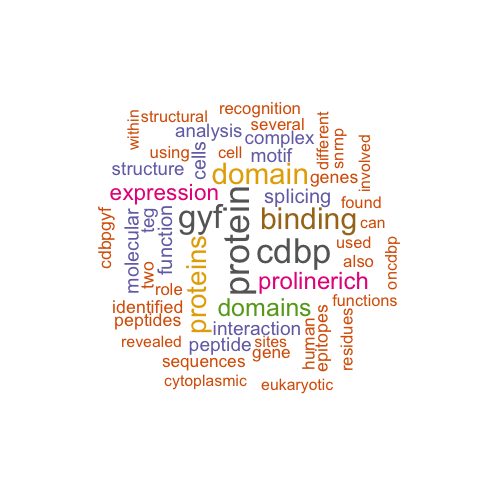 recognition
structural
several
within
analysis
complex
different
snrnp
involved
using
cells
cell
motif
structure
domain
genes
expression
splicing
found
molecular
teg
function
gyf
protein
binding
can
cdbpgyf
proteins
cdbp
used
also
oncdbp
two
role
prolinerich
identified
domains
functions
peptides
interaction
human
epitopes
residues
revealed
peptide
sites
gene
sequences
cytoplasmic
eukaryotic